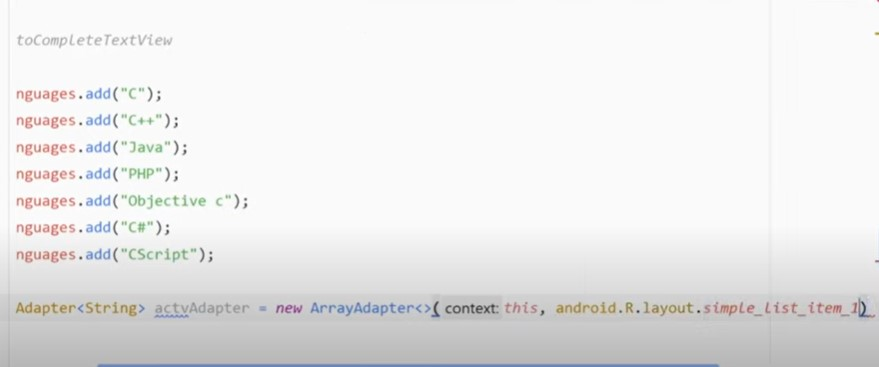 toCompleteTextView
nguages.add("C");
nguages.add("C++");
nguages.add("Java");
nguages.add("PHP");
nguages.add("Objective c");
nguages.add("C#");
nguages.add("CScript");
Adapter<String> actvAdapter = new ArrayAdapter<>( context: this, android.R.layout.simple_list_item_1)